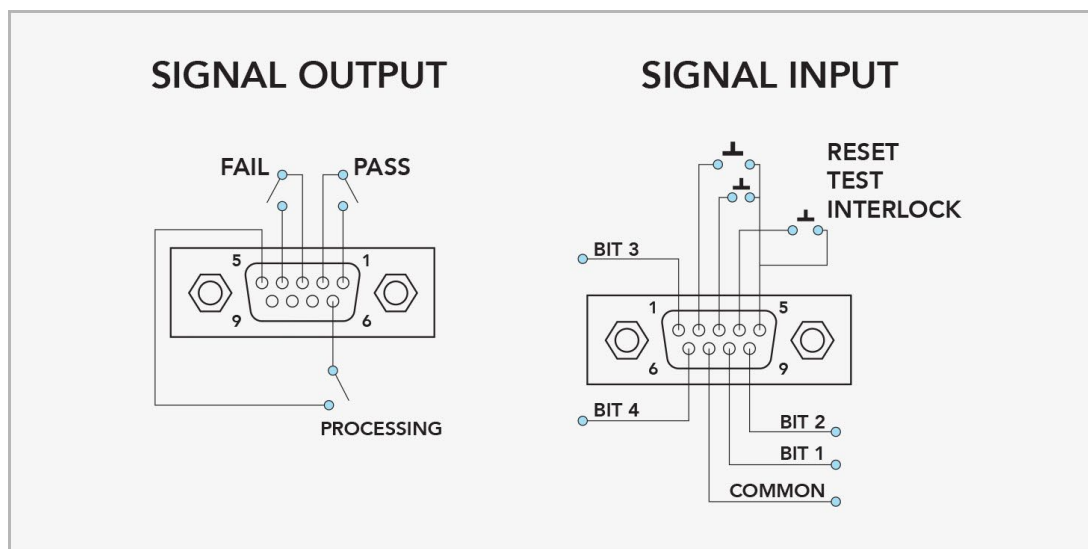 SIGNAL OUTPUT
FAIL
PASS
5
1
9
6
PROCESSING
SIGNAL INPUT
RESET
TEST
INTERLOCK
BIT 3
1
5
6
9
BIT 4
BIT 2
BIT 1
COMMON